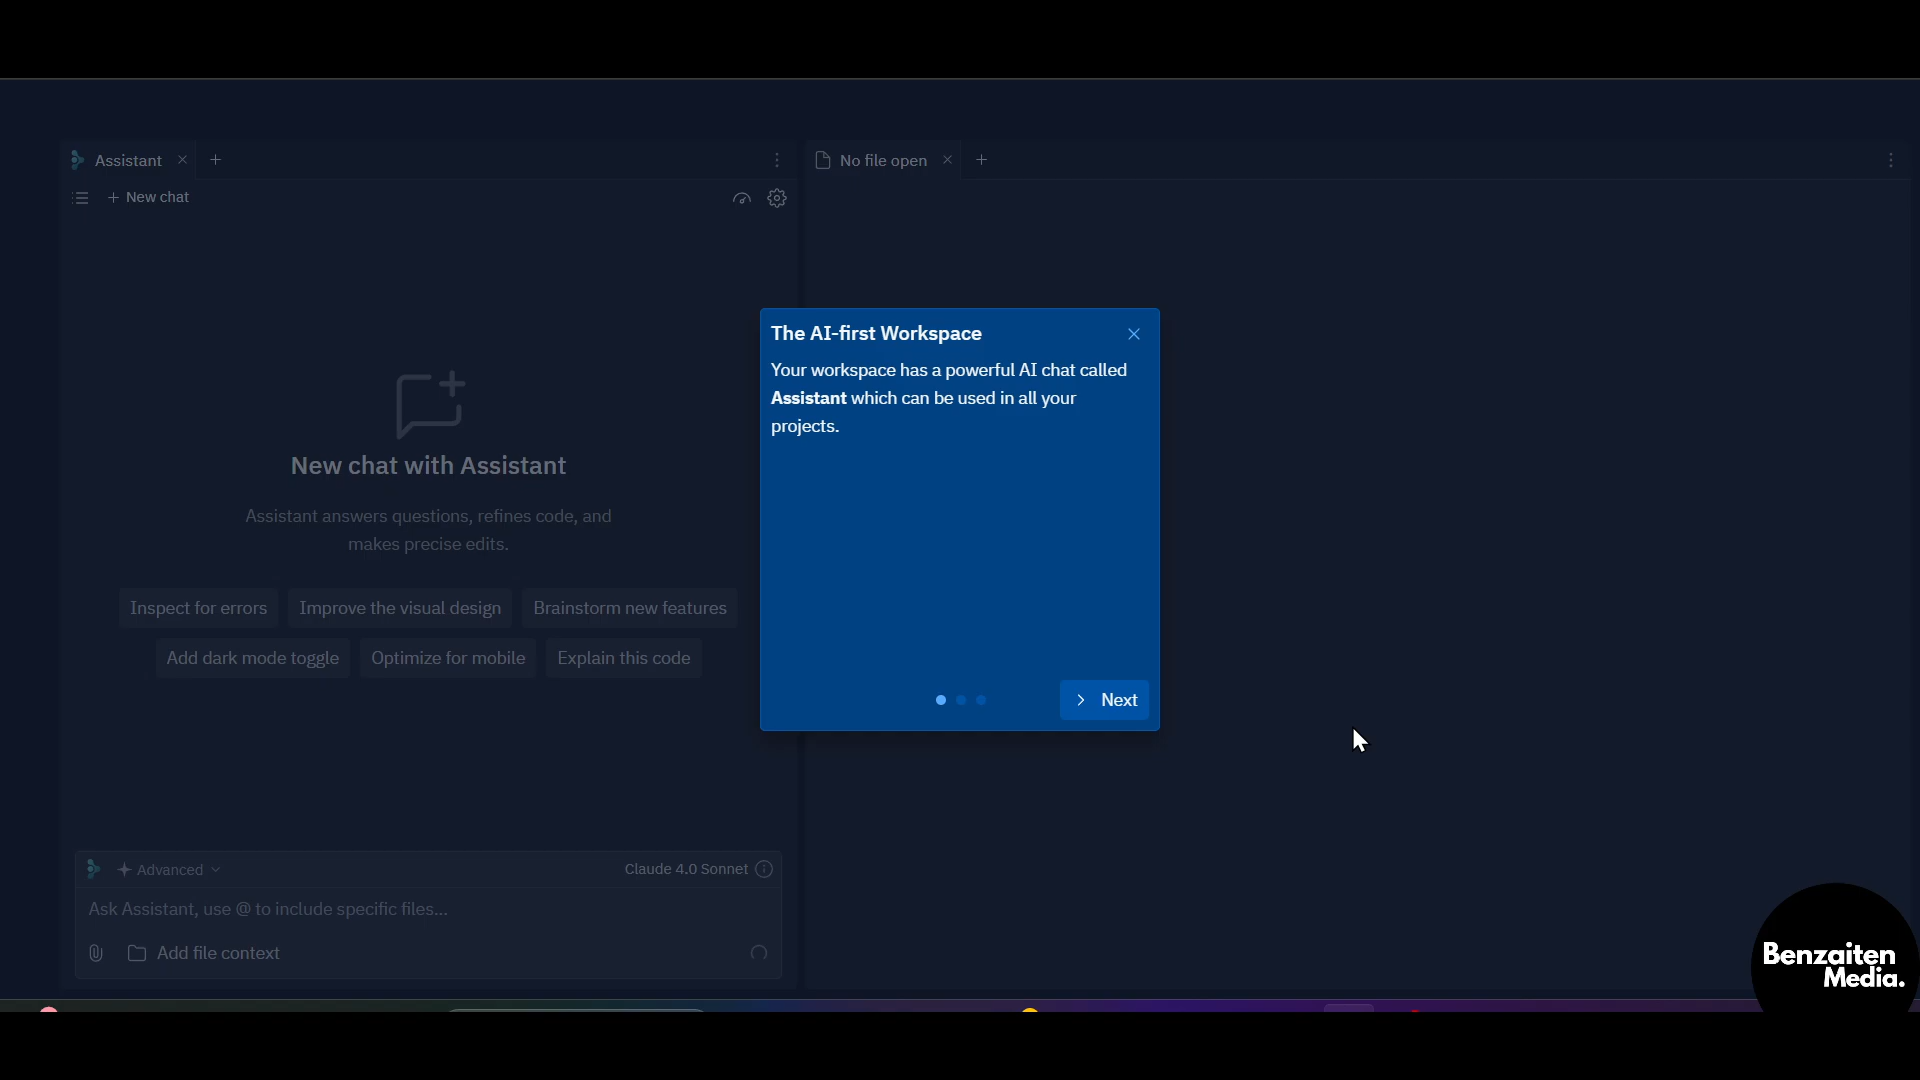 Assistant
No file open
New chat
The AI-first Workspace
Your workspace has a powerful AI chat called
Assistant which can be used in all your
projects.
Next
New chat with Assistant
Assistant answers questions, refines code, and
makes precise edits.
Inspect for errors
Improve the visual design
Brainstorm new features
Add dark mode toggle
Optimize for mobile
Explain this code
Advanced
Claude 4.0 Sonnet
Ask Assistant, use @ to include specific files...
Add file context
Benzaiten
Media.